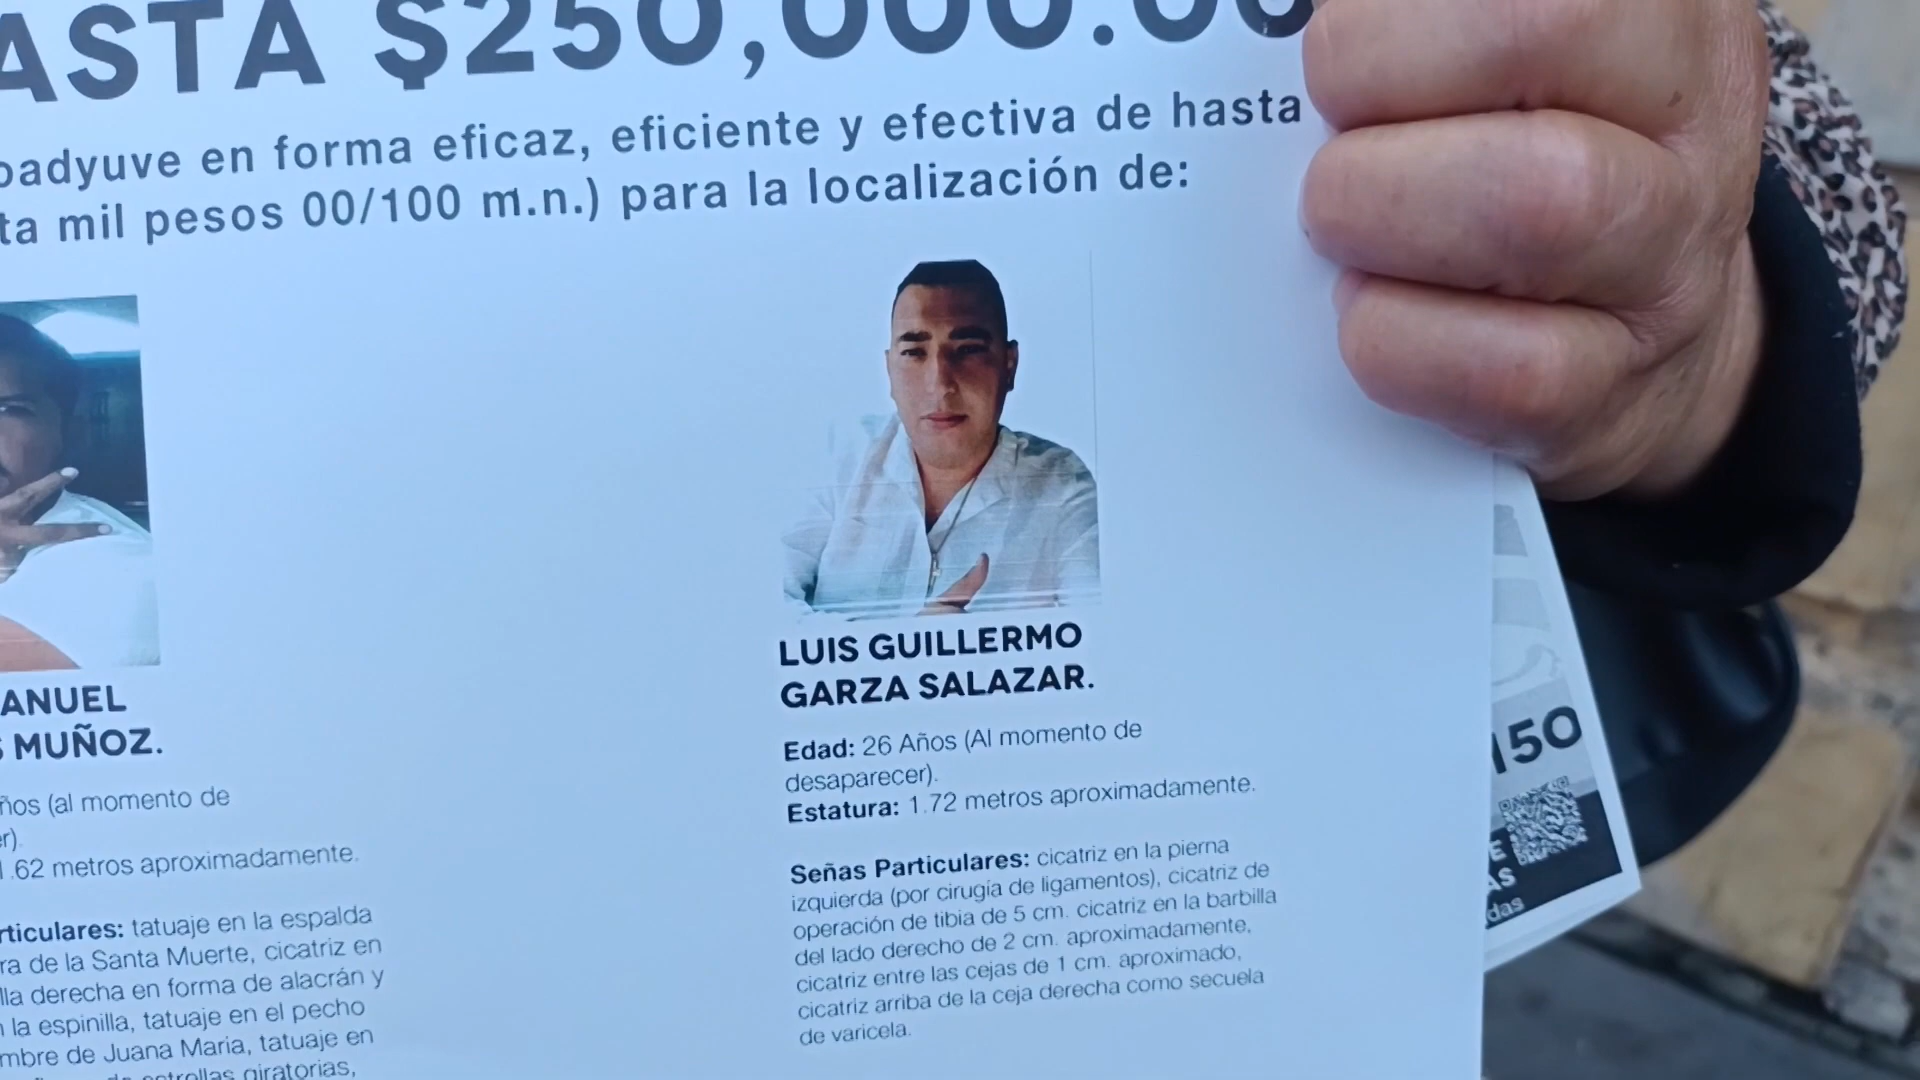 ASTA $250,000.00
oadyuve en forma eficaz, eficiente y efectiva de hasta
ta mil pesos 00/100 m.n.) para la localización de:
ANUEL
S MUÑOZ.
ños (al momento de
er).
1.62 metros aproximadamente.
rticulares: tatuaje en la espalda
ra de la Santa Muerte, cicatriz en
lla derecha en forma de alacrán y
n la espinilla, tatuaje en el pecho
mbre de Juana Maria, tatuaje en
estrellas giratorias,
LUIS GUILLERMO
GARZA SALAZAR.
Edad: 26 Años (Al momento de
desaparecer).
Estatura: 1.72 metros aproximadamente.
Señas Particulares: cicatriz en la pierna
izquierda (por cirugía de ligamentos), cicatriz de
operación de tibia de 5 cm. cicatriz en la barbilla
del lado derecho de 2 cm. aproximadamente,
cicatriz entre las cejas de 1 cm. aproximado,
cicatriz arriba de la ceja derecha como secuela
de varicela.
150
E
AS
das